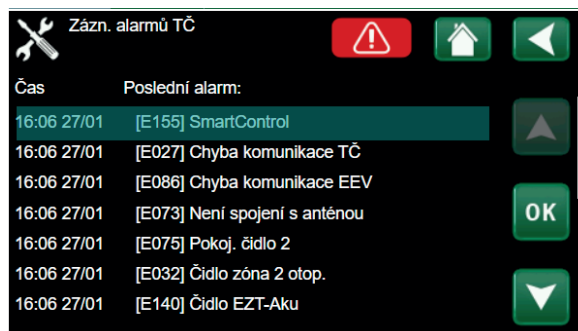 Zázn. alarmů TČ
Čas Poslední alarm:
16:06 27/01 [E155] SmartControl
16:06 27/01 [E027] Chyba komunikace TČ
16:06 27/01 [E086] Chyba komunikace EEV
16:06 27/01 [E073] Není spojení s anténou
OK
16:06 27/01 [E075] Pokoj. čidlo 2
16:06 27/01 [E032] Čidlo zóna 2 otop.
16:06 27/01 [E140] Čidlo EZT-Aku